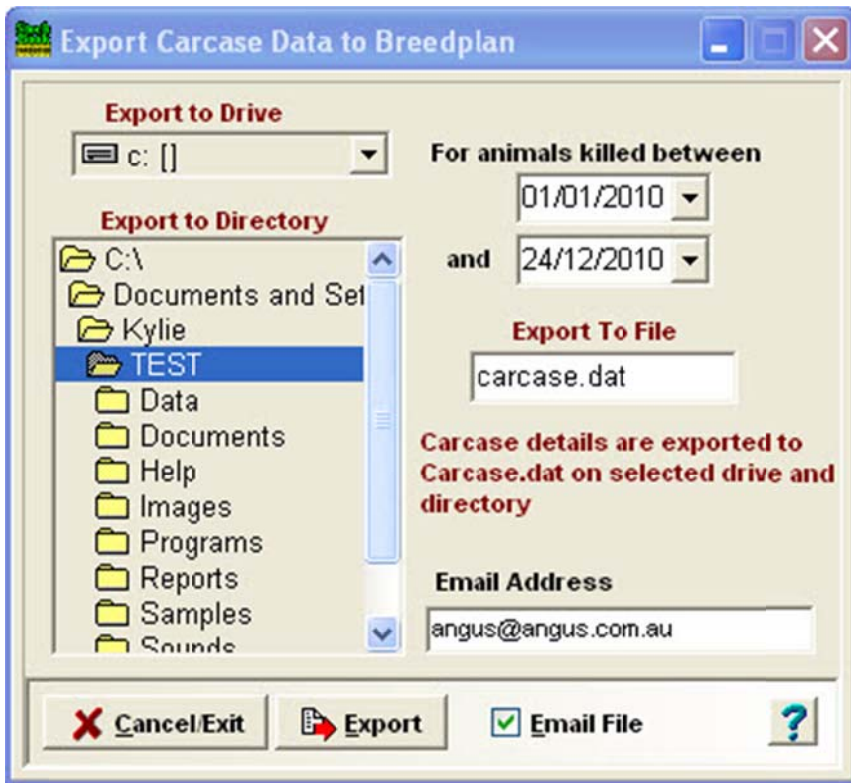 Export Carcase Data to Breedplan
Export to Drive
c: []
Export to Directory
C:\
Documents and Set
Kylie
TEST
Data
Documents
Help
Images
Programs
Reports
Samples
Sounds
For animals killed between
01/01/2010
and 24/12/2010
Export To File
carcase.dat
Carcase details are exported to
Carcase.dat on selected drive and
directory
Email Address
angus@angus.com.au
Cancel/Exit Export Email File ?